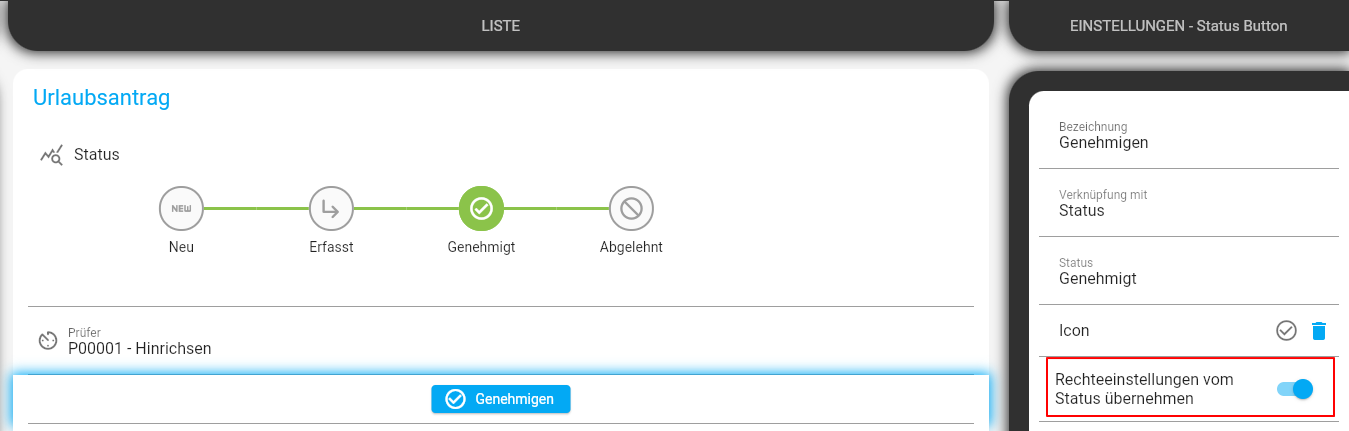 LISTE
EINSTELLUNGEN - Status Button
Urlaubsantrag
Status
NEW
Neu
Erfasst
Genehmigt
Abgelehnt
Prüfer
P00001 - Hinrichsen
Genehmigen
Bezeichnung
Genehmigen
Verknüpfung mit
Status
Status
Genehmigt
Icon
Rechteeinstellungen vom
Status übernehmen